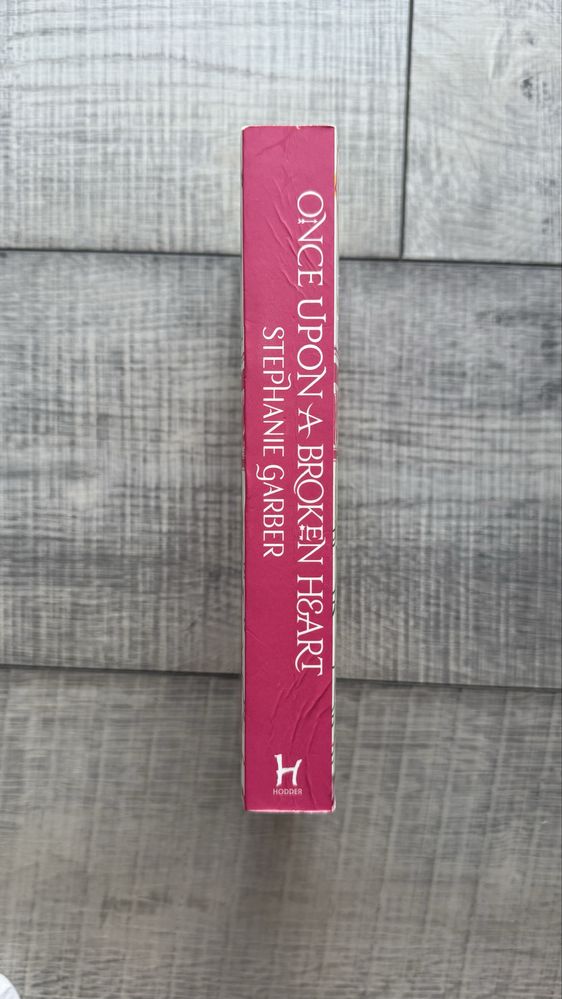 ONCE UPON A BROKEN HEART
STEPHANIE GARBER
H
HODDER